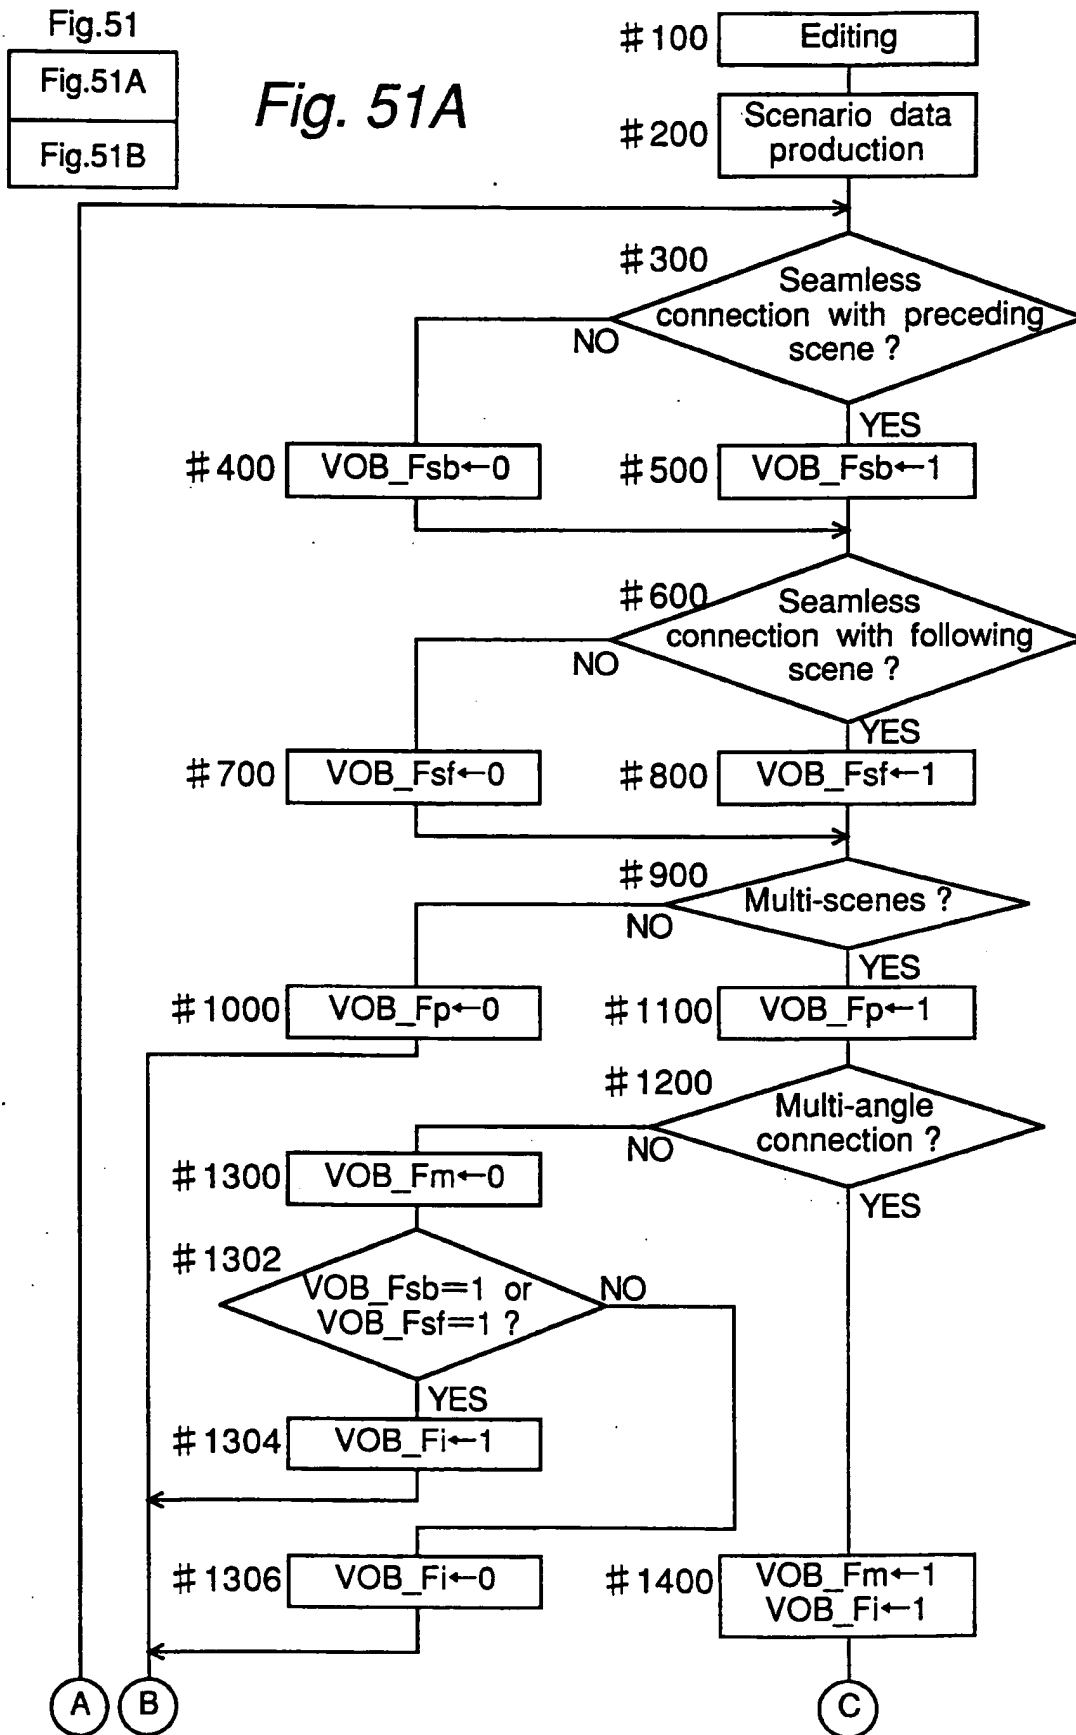 Fig.51
Fig.51A
Fig.51B
Fig. 51A
#100
Editing
#200
Scenario data
production
#300
Seamless
connection with preceding
scene ?
NO
YES
#400
VOB_Fsb←0
#500
VOB_Fsb←1
#600
Seamless
connection with following
scene ?
NO
YES
#700
VOB_Fsf←0
#800
VOB_Fsf←1
#900
Multi-scenes ?
NO
YES
#1000
VOB_Fp←0
#1100
VOB_Fp←1
#1200
Multi-angle
connection ?
NO
YES
#1300
VOB_Fm←0
#1302
VOB_Fsb=1 or
VOB_Fsf=1 ?
NO
YES
#1304
VOB_Fi←1
#1306
VOB_Fi←0
#1400
VOB_Fm←1
VOB_Fi←1
A
B
C